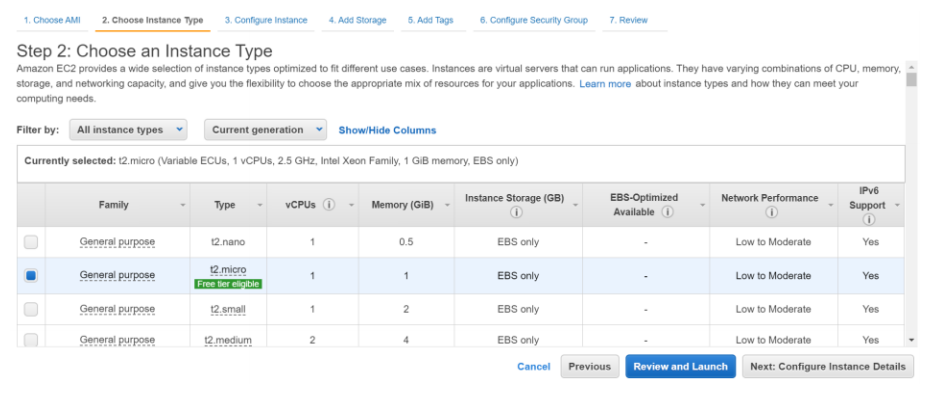 1. Choose AMI 2. Choose Instance Type 3. Configure Instance 4. Add Storage 5. Add Tags 6. Configure Security Group 7. Review
Step 2: Choose an Instance Type
Amazon EC2 provides a wide selection of instance types optimized to fit different use cases. Instances are virtual servers that can run applications. They have varying combinations of CPU, memory,
storage, and networking capacity, and give you the flexibility to choose the appropriate mix of resources for your applications. Learn more about instance types and how they can meet your
computing needs.
Filter by: All instance types Current generation Show/Hide Columns
Currently selected: t2.micro (Variable ECUs, 1 vCPUs, 2.5 GHz, Intel Xeon Family, 1 GiB memory, EBS only)
Family Type vCPUs i Memory (GiB) Instance Storage (GB) i EBS-Optimized Available i Network Performance i IPv6 Support i
General purpose t2.nano 1 0.5 EBS only - Low to Moderate Yes
General purpose t2.micro Free tier eligible 1 1 EBS only - Low to Moderate Yes
General purpose t2.small 1 2 EBS only - Low to Moderate Yes
General purpose t2.medium 2 4 EBS only - Low to Moderate Yes
Cancel Previous Review and Launch Next: Configure Instance Details